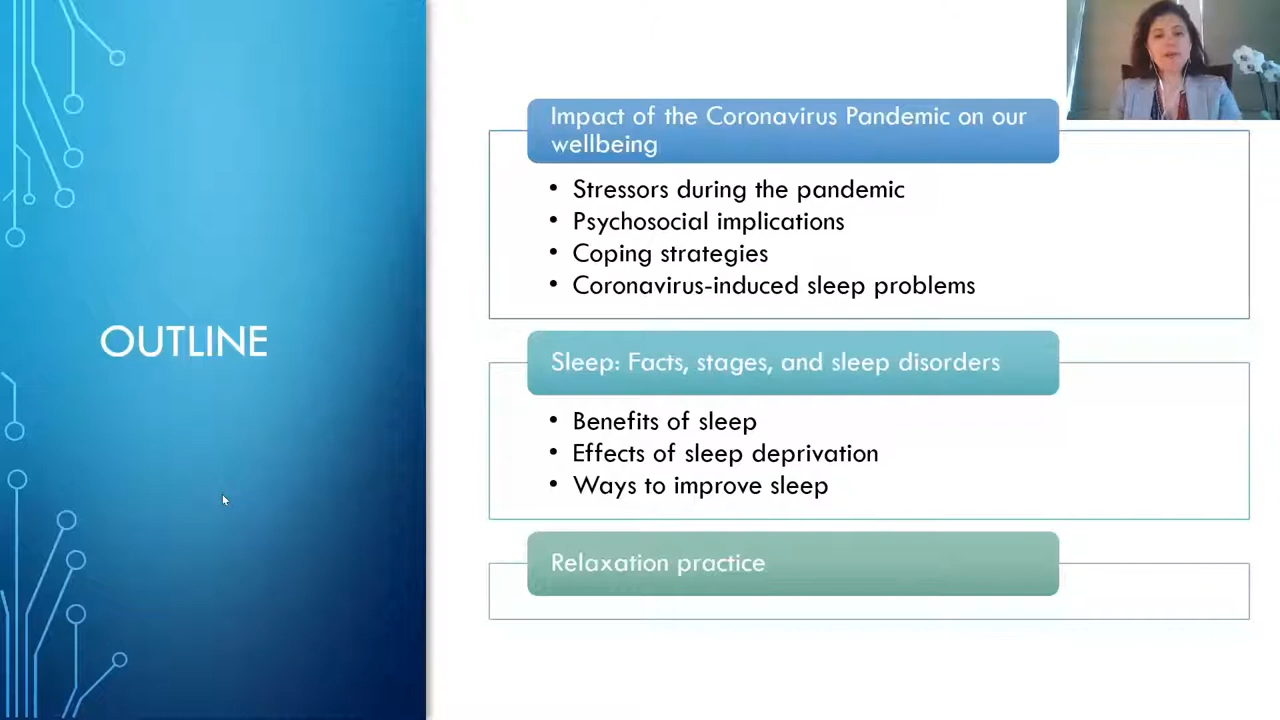 OUTLINE
Impact of the Coronavirus Pandemic on our
wellbeing
• Stressors during the pandemic
• Psychosocial implications
• Coping strategies
• Coronavirus-induced sleep problems
Sleep: Facts, stages, and sleep disorders
• Benefits of sleep
• Effects of sleep deprivation
• Ways to improve sleep
Relaxation practice